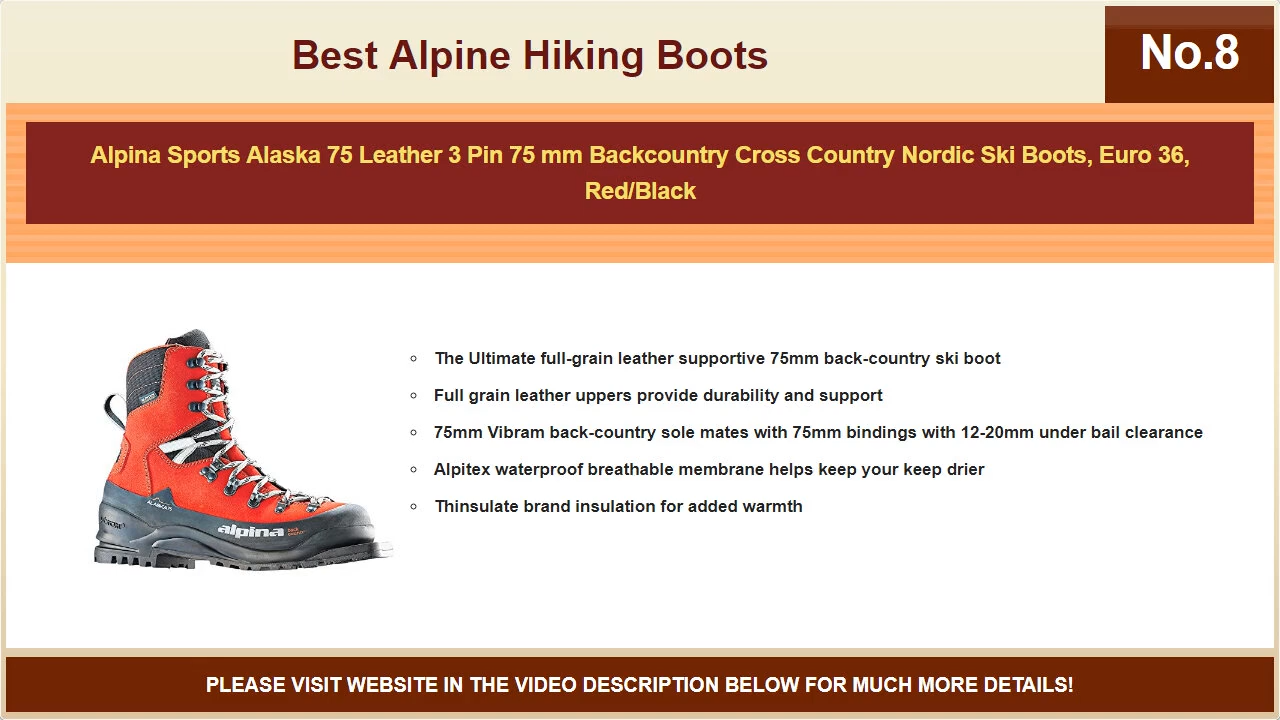 Best Alpine Hiking Boots
No.8
Alpina Sports Alaska 75 Leather 3 Pin 75 mm Backcountry Cross Country Nordic Ski Boots, Euro 36,
Red/Black
The Ultimate full-grain leather supportive 75mm back-country ski boot
Full grain leather uppers provide durability and support
75mm Vibram back-country sole mates with 75mm bindings with 12-20mm under bail clearance
Alpitex waterproof breathable membrane helps keep your keep drier
Thinsulate brand insulation for added warmth
alpina
PLEASE VISIT WEBSITE IN THE VIDEO DESCRIPTION BELOW FOR MUCH MORE DETAILS!